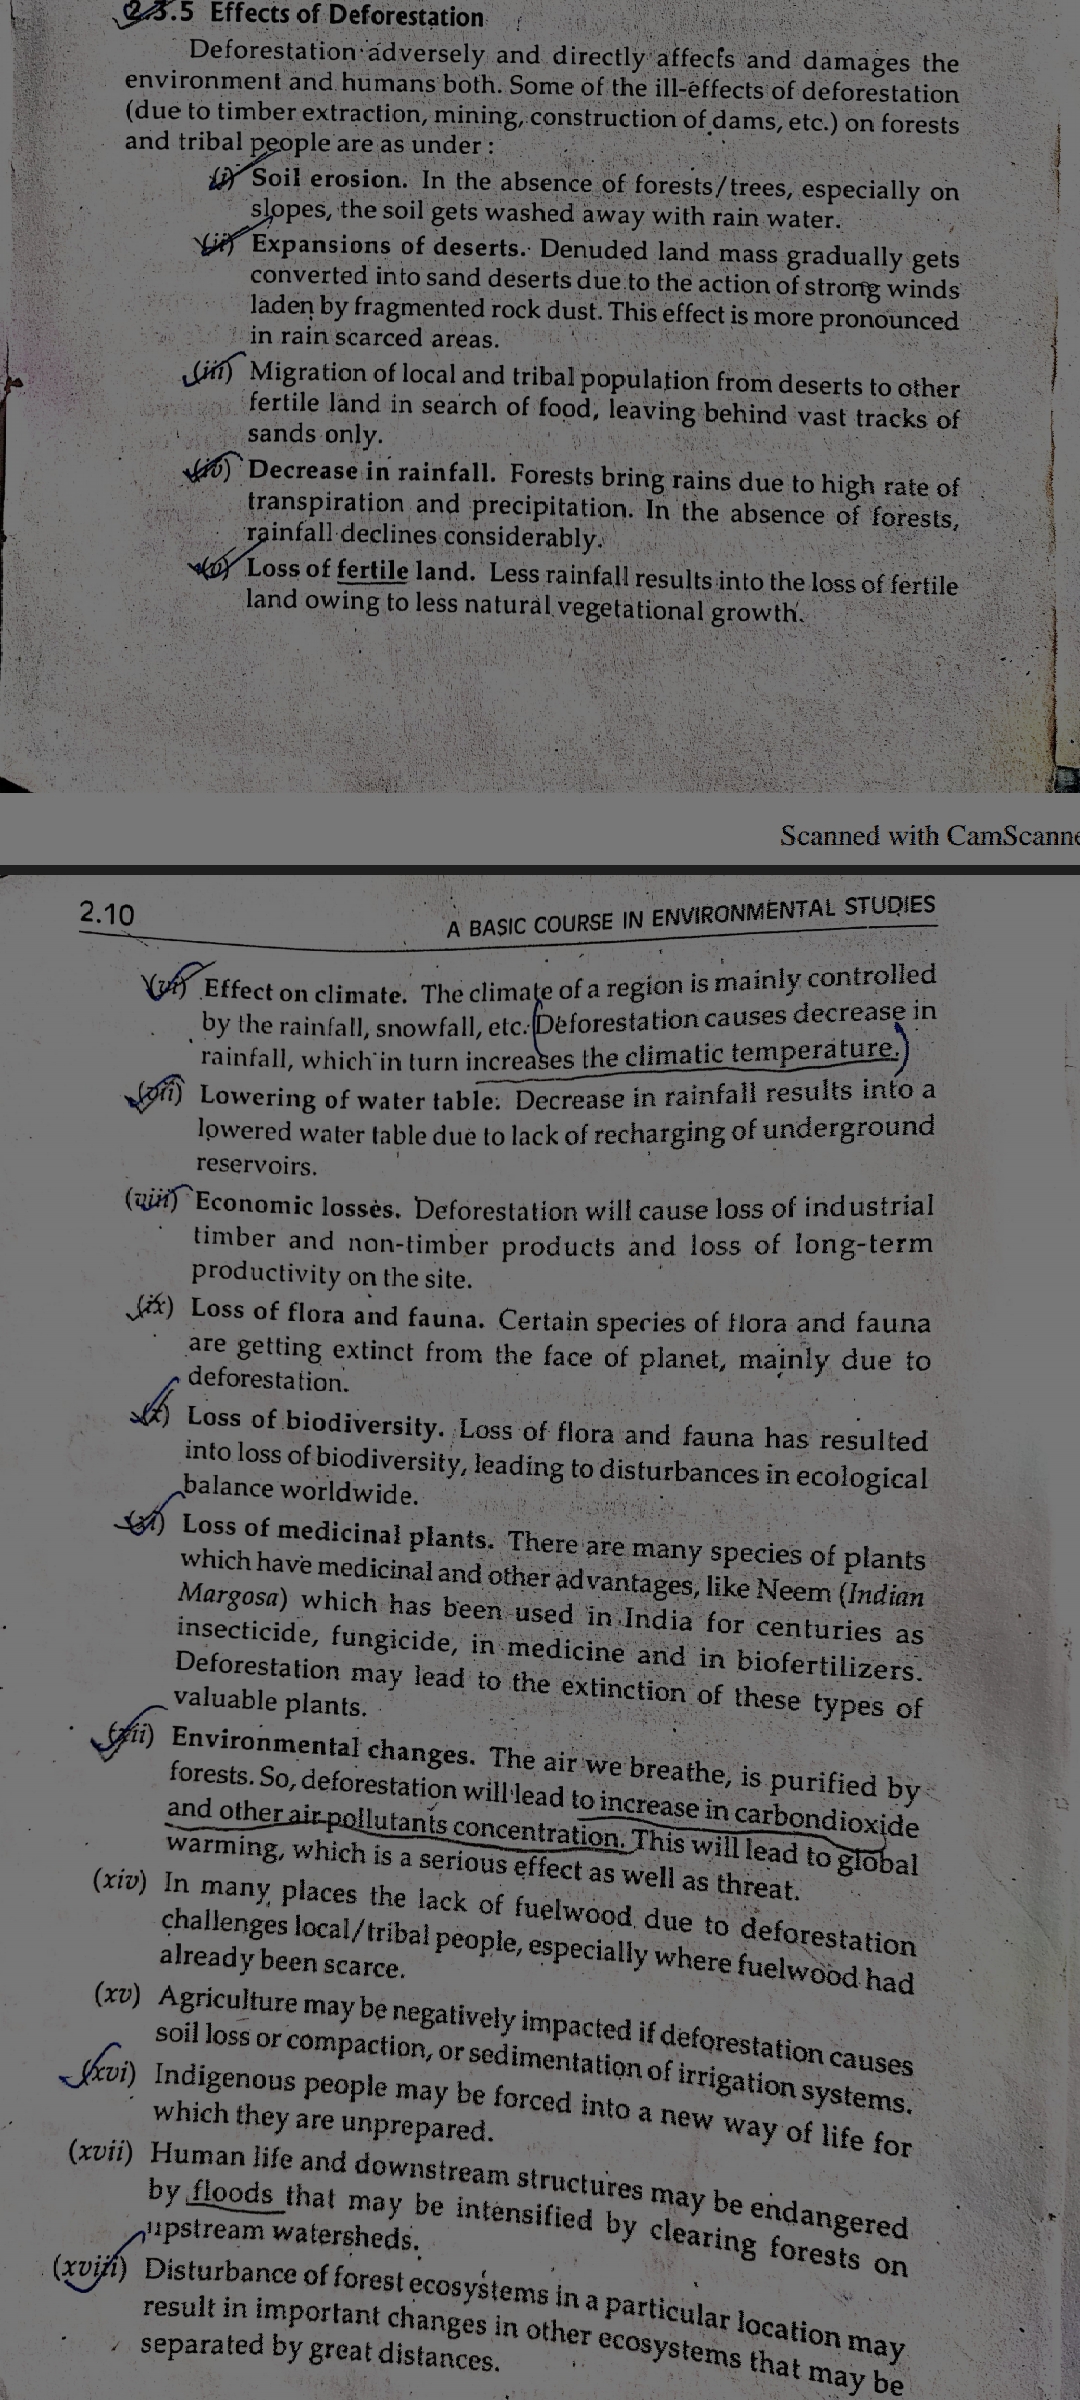 2.3.5 Effects of Deforestation
Deforestation adversely and directly affects and damages the
environment and humans both. Some of the ill-effects of deforestation
(due to timber extraction, mining, construction of dams, etc.) on forests
and tribal people are as under :
(i) Soil erosion. In the absence of forests/trees, especially on
slopes, the soil gets washed away with rain water.
(ii) Expansions of deserts. Denuded land mass gradually gets
converted into sand deserts due to the action of strong winds
laden by fragmented rock dust. This effect is more pronounced
in rain scarced areas.
(iii) Migration of local and tribal population from deserts to other
fertile land in search of food, leaving behind vast tracks of
sands only.
(iv) Decrease in rainfall. Forests bring rains due to high rate of
transpiration and precipitation. In the absence of forests,
rainfall declines considerably.
(v) Loss of fertile land. Less rainfall results into the loss of fertile
land owing to less natural vegetational growth.
Scanned with CamScanne
2.10
A BASIC COURSE IN ENVIRONMENTAL STUDIES
(vi) Effect on climate. The climate of a region is mainly controlled
by the rainfall, snowfall, etc. Deforestation causes decrease in
rainfall, which in turn increases the climatic temperature.
(vii) Lowering of water table. Decrease in rainfall results into a
lowered water table due to lack of recharging of underground
reservoirs.
(viii) Economic losses. Deforestation will cause loss of industrial
timber and non-timber products and loss of long-term
productivity on the site.
(ix) Loss of flora and fauna. Certain species of flora and fauna
are getting extinct from the face of planet, mainly due to
deforestation.
(x) Loss of biodiversity. Loss of flora and fauna has resulted
into loss of biodiversity, leading to disturbances in ecological
balance worldwide.
(xi) Loss of medicinal plants. There are many species of plants
which have medicinal and other advantages, like Neem (Indian
Margosa) which has been used in India for centuries as
insecticide, fungicide, in medicine and in biofertilizers.
Deforestation may lead to the extinction of these types of
valuable plants.
(xii) Environmental changes. The air we breathe, is purified by
forests. So, deforestation will lead to increase in carbondioxide
and other air-pollutants concentration. This will lead to global
warming, which is a serious effect as well as threat.
(xiv) In many places the lack of fuelwood due to deforestation
challenges local/tribal people, especially where fuelwood had
already been scarce.
(xv) Agriculture may be negatively impacted if deforestation causes
soil loss or compaction, or sedimentation of irrigation systems.
(xvi) Indigenous people may be forced into a new way of life for
which they are unprepared.
(xvii) Human life and downstream structures may be endangered
by floods that may be intensified by clearing forests on
upstream watersheds.
(xviii) Disturbance of forest ecosystems in a particular location may
result in important changes in other ecosystems that may be
separated by great distances.